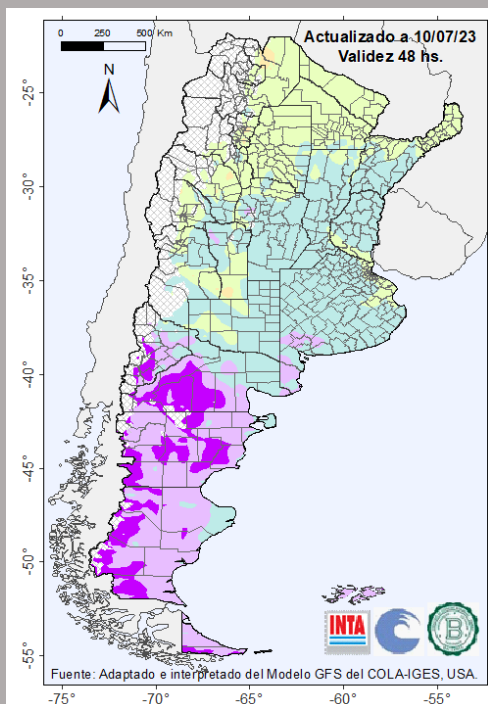 0 250 500 Km
Actualizado a 10/07/23
Validez 48 hs.
N
-25°
-30°
-35°
-40°
-45°
-50°
-55°
INTA
B
Fuente: Adaptado e interpretado del Modelo GFS del COLA-IGES, USA.
-75 -70 -65 -60 -55